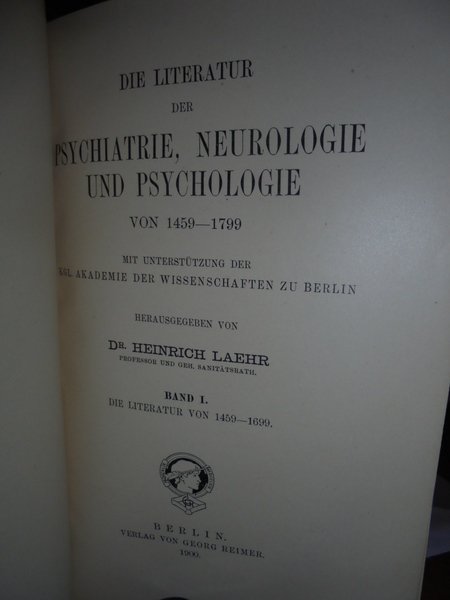 DIE LITERATUR
DER
PSYCHIATRIE, NEUROLOGIE
UND PSYCHOLOGIE
VON 1459—1799
MIT UNTERSTÜTZUNG DER
KGL. AKADEMIE DER WISSENSCHAFTEN ZU BERLIN
HERAUSGEGEBEN VON
DR. HEINRICH LAEHR
PROFESSOR UND GEH. SANITÄTSRATH.
BAND I.
DIE LITERATUR VON 1459—1699.
BERLIN.
VERLAG VON GEORG REIMER.
1900.